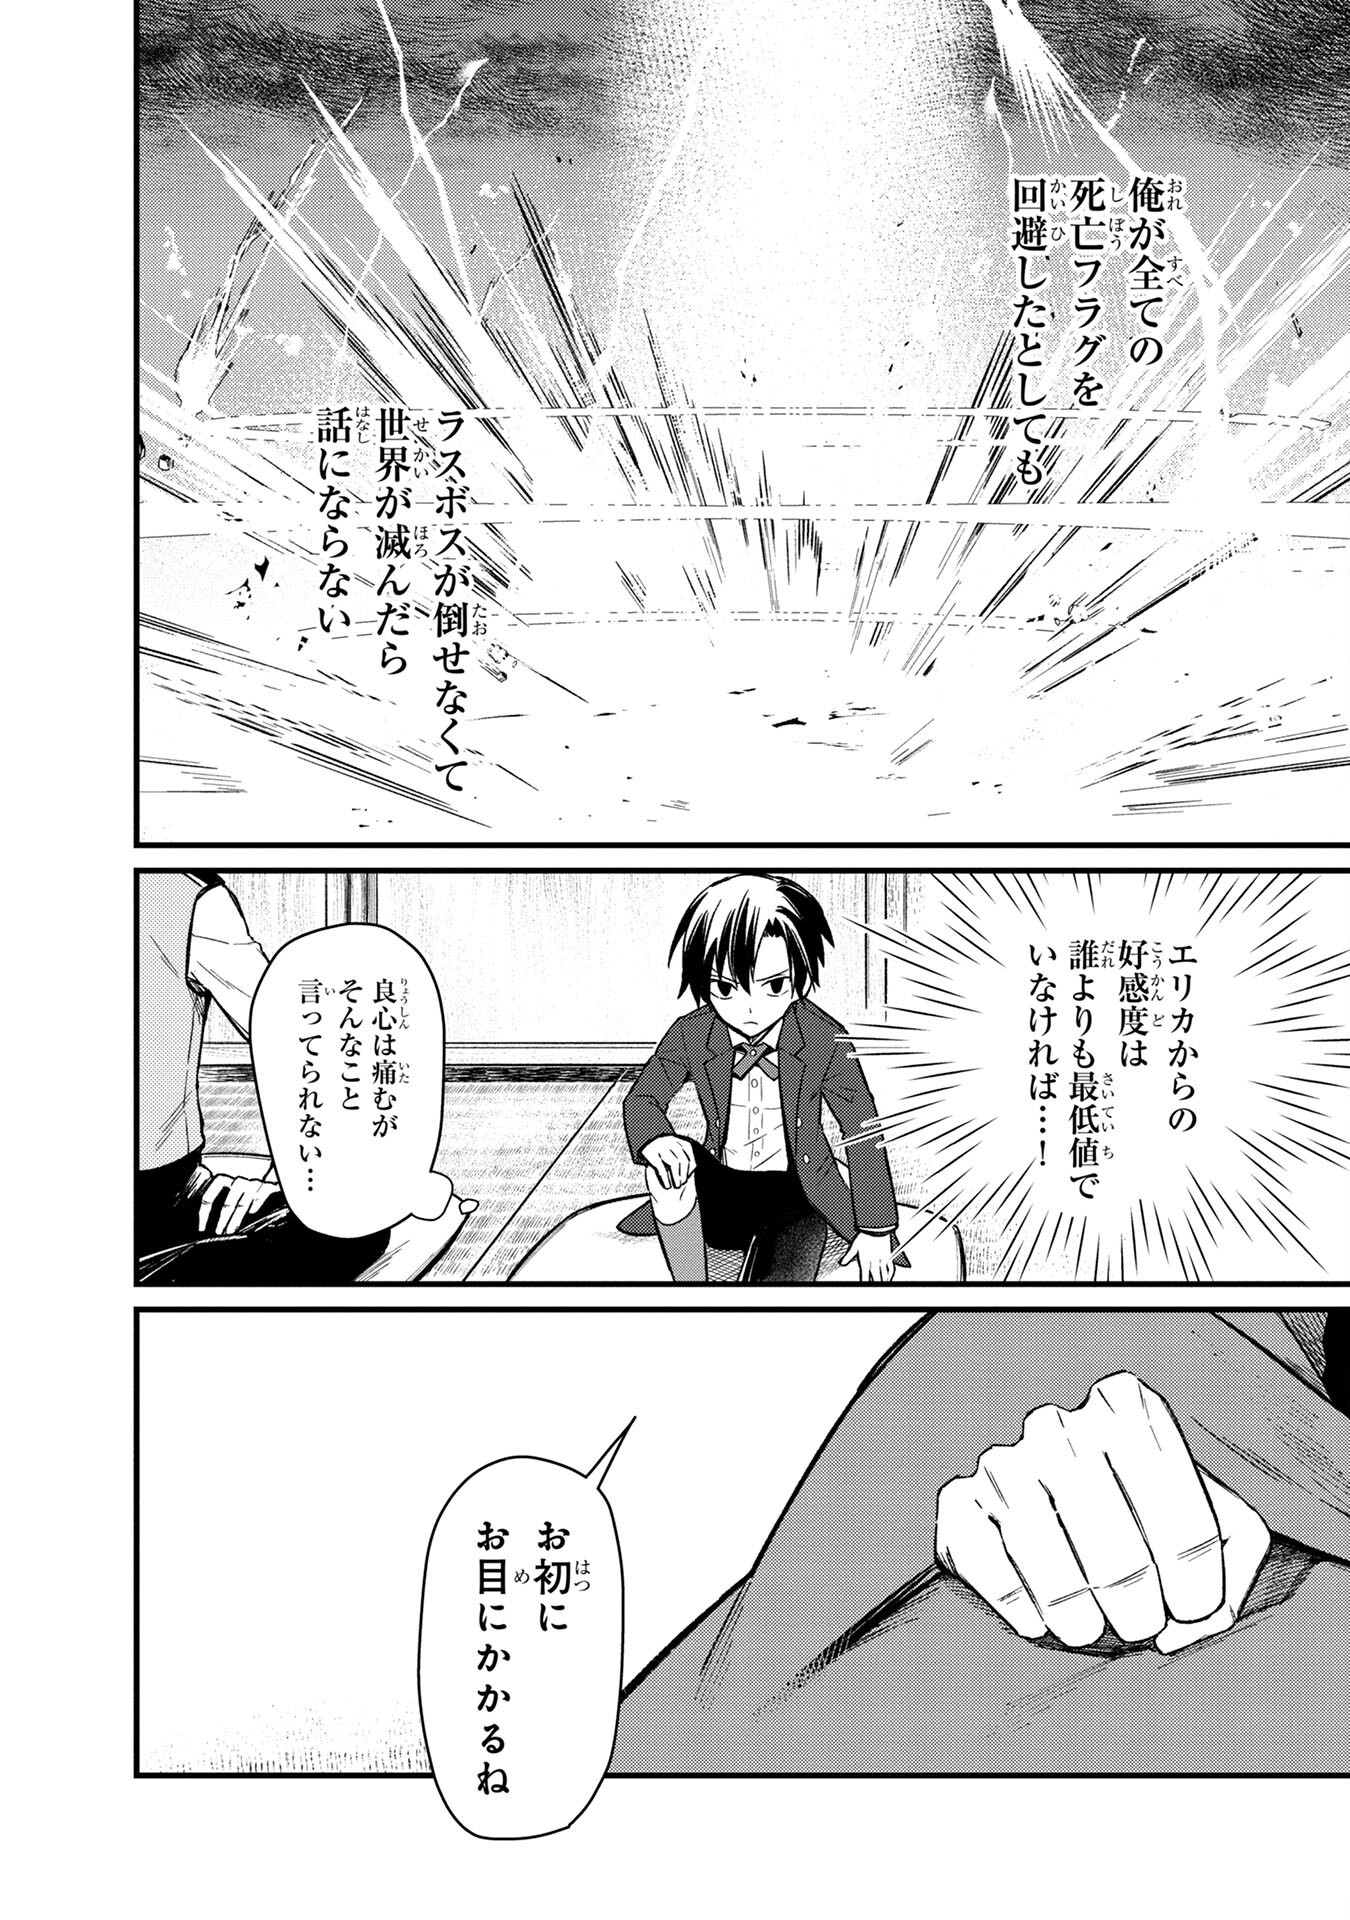 俺が全ての
死亡フラグを
回避したとしても
ラスボスが倒せなくて
世界が滅んだら
話にならない
エリカからの
好感度は
誰よりも最低値で
いなければ…！
良心は痛むが
そんなこと
言ってられない…
お初に
お目にかかるね